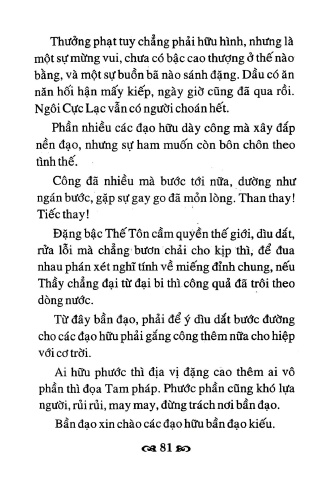 Thưởng phạt tuy chẳng phải hữu hình, nhưng là
một sự mừng vui, chưa có bậc cao thượng ở thế nào
bằng, và một sự buồn bã nào sánh đặng. Dầu có ăn
năn hối hận mấy kiếp, ngày giờ cũng đã qua rồi.
Ngôi Cực Lạc vẫn có người choán hết.
Phần nhiều các đạo hữu dày công mà xây đắp
nền đạo, nhưng sự ham muốn còn bôn chôn theo
tình thế.
Công đã nhiều mà bước tới nữa, dường như
ngán bước, gặp sự gay go đã mỏn lòng. Than thay!
Tiếc thay!
Đặng bậc Thế Tôn cầm quyền thế giới, dìu dắt,
rửa lỗi mà chẳng bươn chải cho kịp thì, để đua
nhau phán xét nghĩ tính về miếng đỉnh chung, nếu
Thầy chẳng đại từ đại bi thì công quả đã trôi theo
dòng nước.
Từ đây bần đạo, phải để ý dìu dắt bước đường
cho các đạo hữu phải gắng công thêm nữa cho hiệp
với cơ trời.
Ai hữu phước thì địa vị đặng cao thêm ai vô
phần thì đọa Tam pháp. Phước phần cũng khó lựa
người, rủi rủi, may may, đừng trách nơi bần đạo.
Bần đạo xin chào các đạo hữu bần đạo kiếu.
81